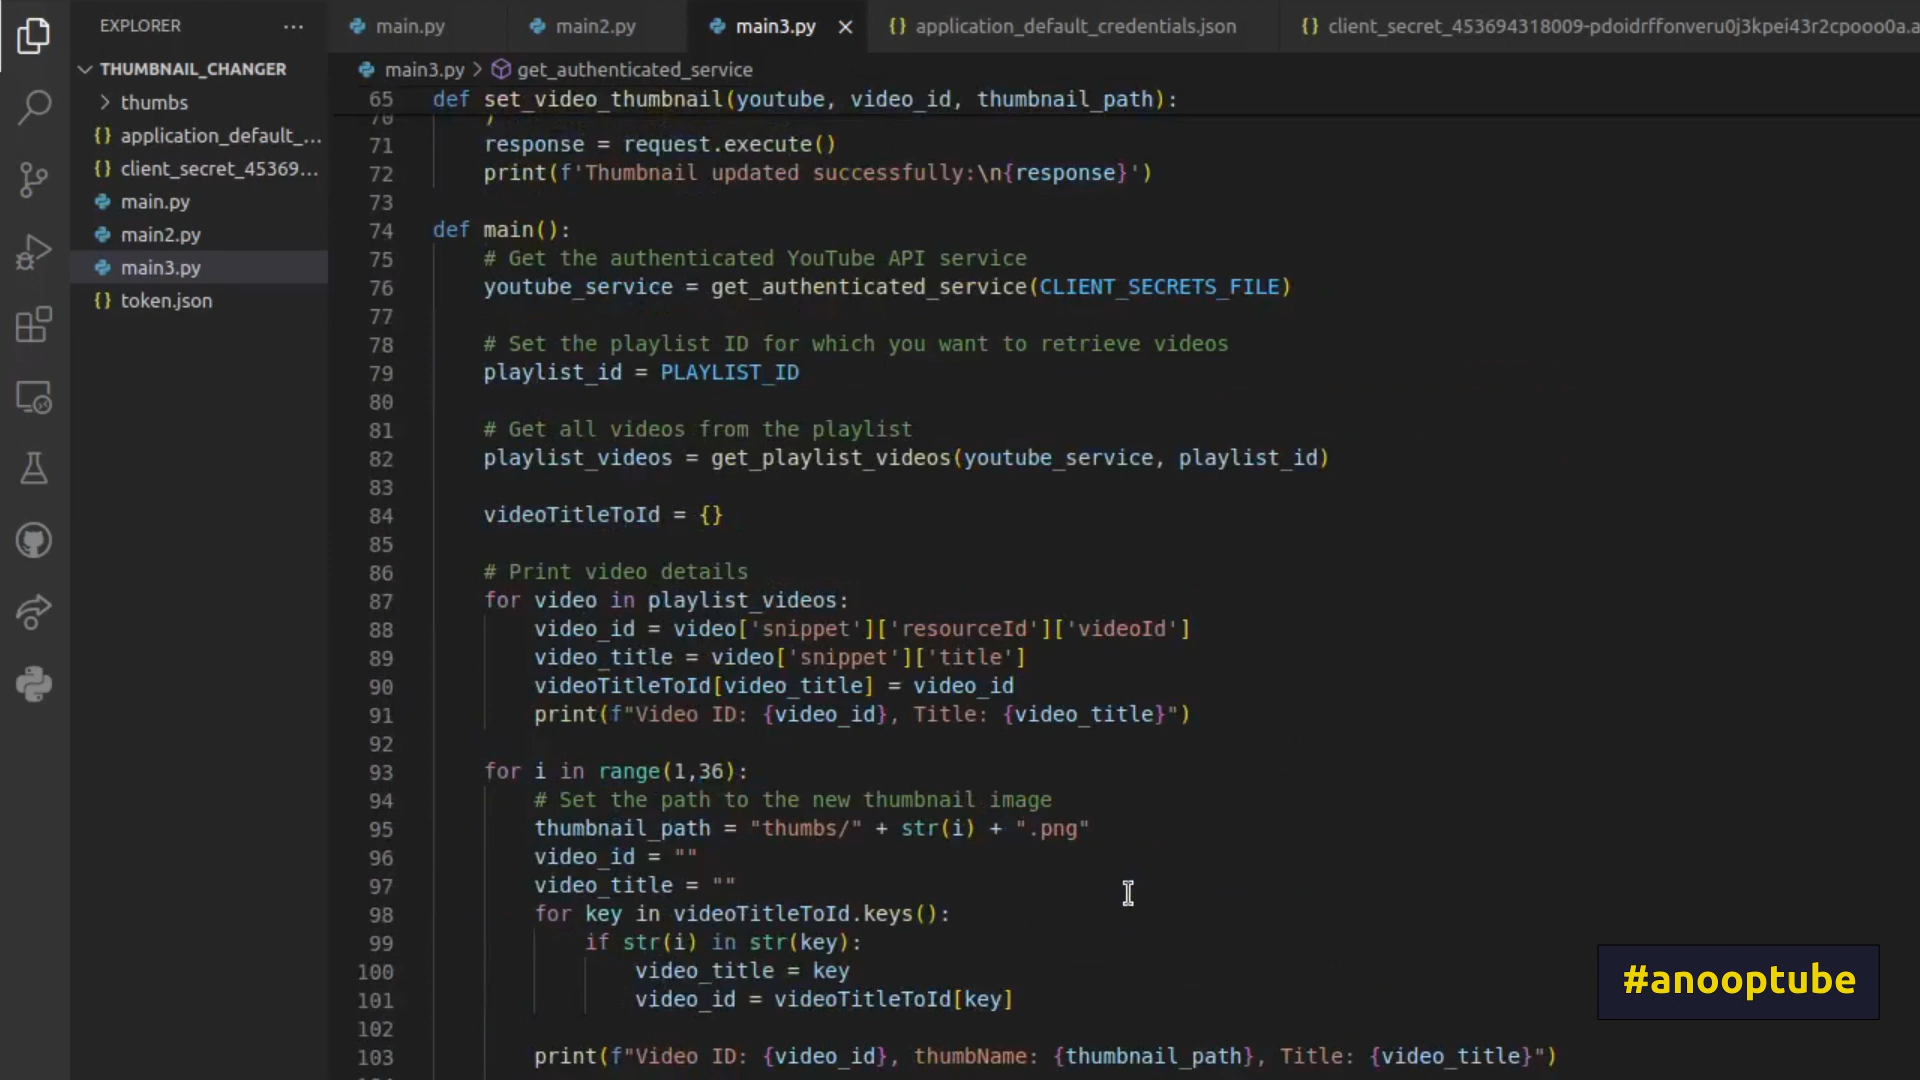 EXPLORER
THUMBNAIL_CHANGER
thumbs
application_default_...
client_secret_45369...
main.py
main2.py
main3.py
token.json
main.py main2.py main3.py application_default_credentials.json client_secret_453694318009-pdoidrffonveru0j3kpei43r2cpooo0a.a
main3.py > get_authenticated_service
65 def set_video_thumbnail(youtube, video_id, thumbnail_path):
70 )
71 response = request.execute()
72 print(f'Thumbnail updated successfully:\n{response}')
73
74 def main():
75 # Get the authenticated YouTube API service
76 youtube_service = get_authenticated_service(CLIENT_SECRETS_FILE)
77
78 # Set the playlist ID for which you want to retrieve videos
79 playlist_id = PLAYLIST_ID
80
81 # Get all videos from the playlist
82 playlist_videos = get_playlist_videos(youtube_service, playlist_id)
83
84 videoTitleToId = {}
85
86 # Print video details
87 for video in playlist_videos:
88 video_id = video['snippet']['resourceId']['videoId']
89 video_title = video['snippet']['title']
90 videoTitleToId[video_title] = video_id
91 print(f"Video ID: {video_id}, Title: {video_title}")
92
93 for i in range(1,36):
94 # Set the path to the new thumbnail image
95 thumbnail_path = "thumbs/" + str(i) + ".png"
96 video_id = ""
97 video_title = ""
98 for key in videoTitleToId.keys():
99 if str(i) in str(key):
100 video_title = key
101 video_id = videoTitleToId[key]
102
103 print(f"Video ID: {video_id}, thumbName: {thumbnail_path}, Title: {video_title}")
#anooptube